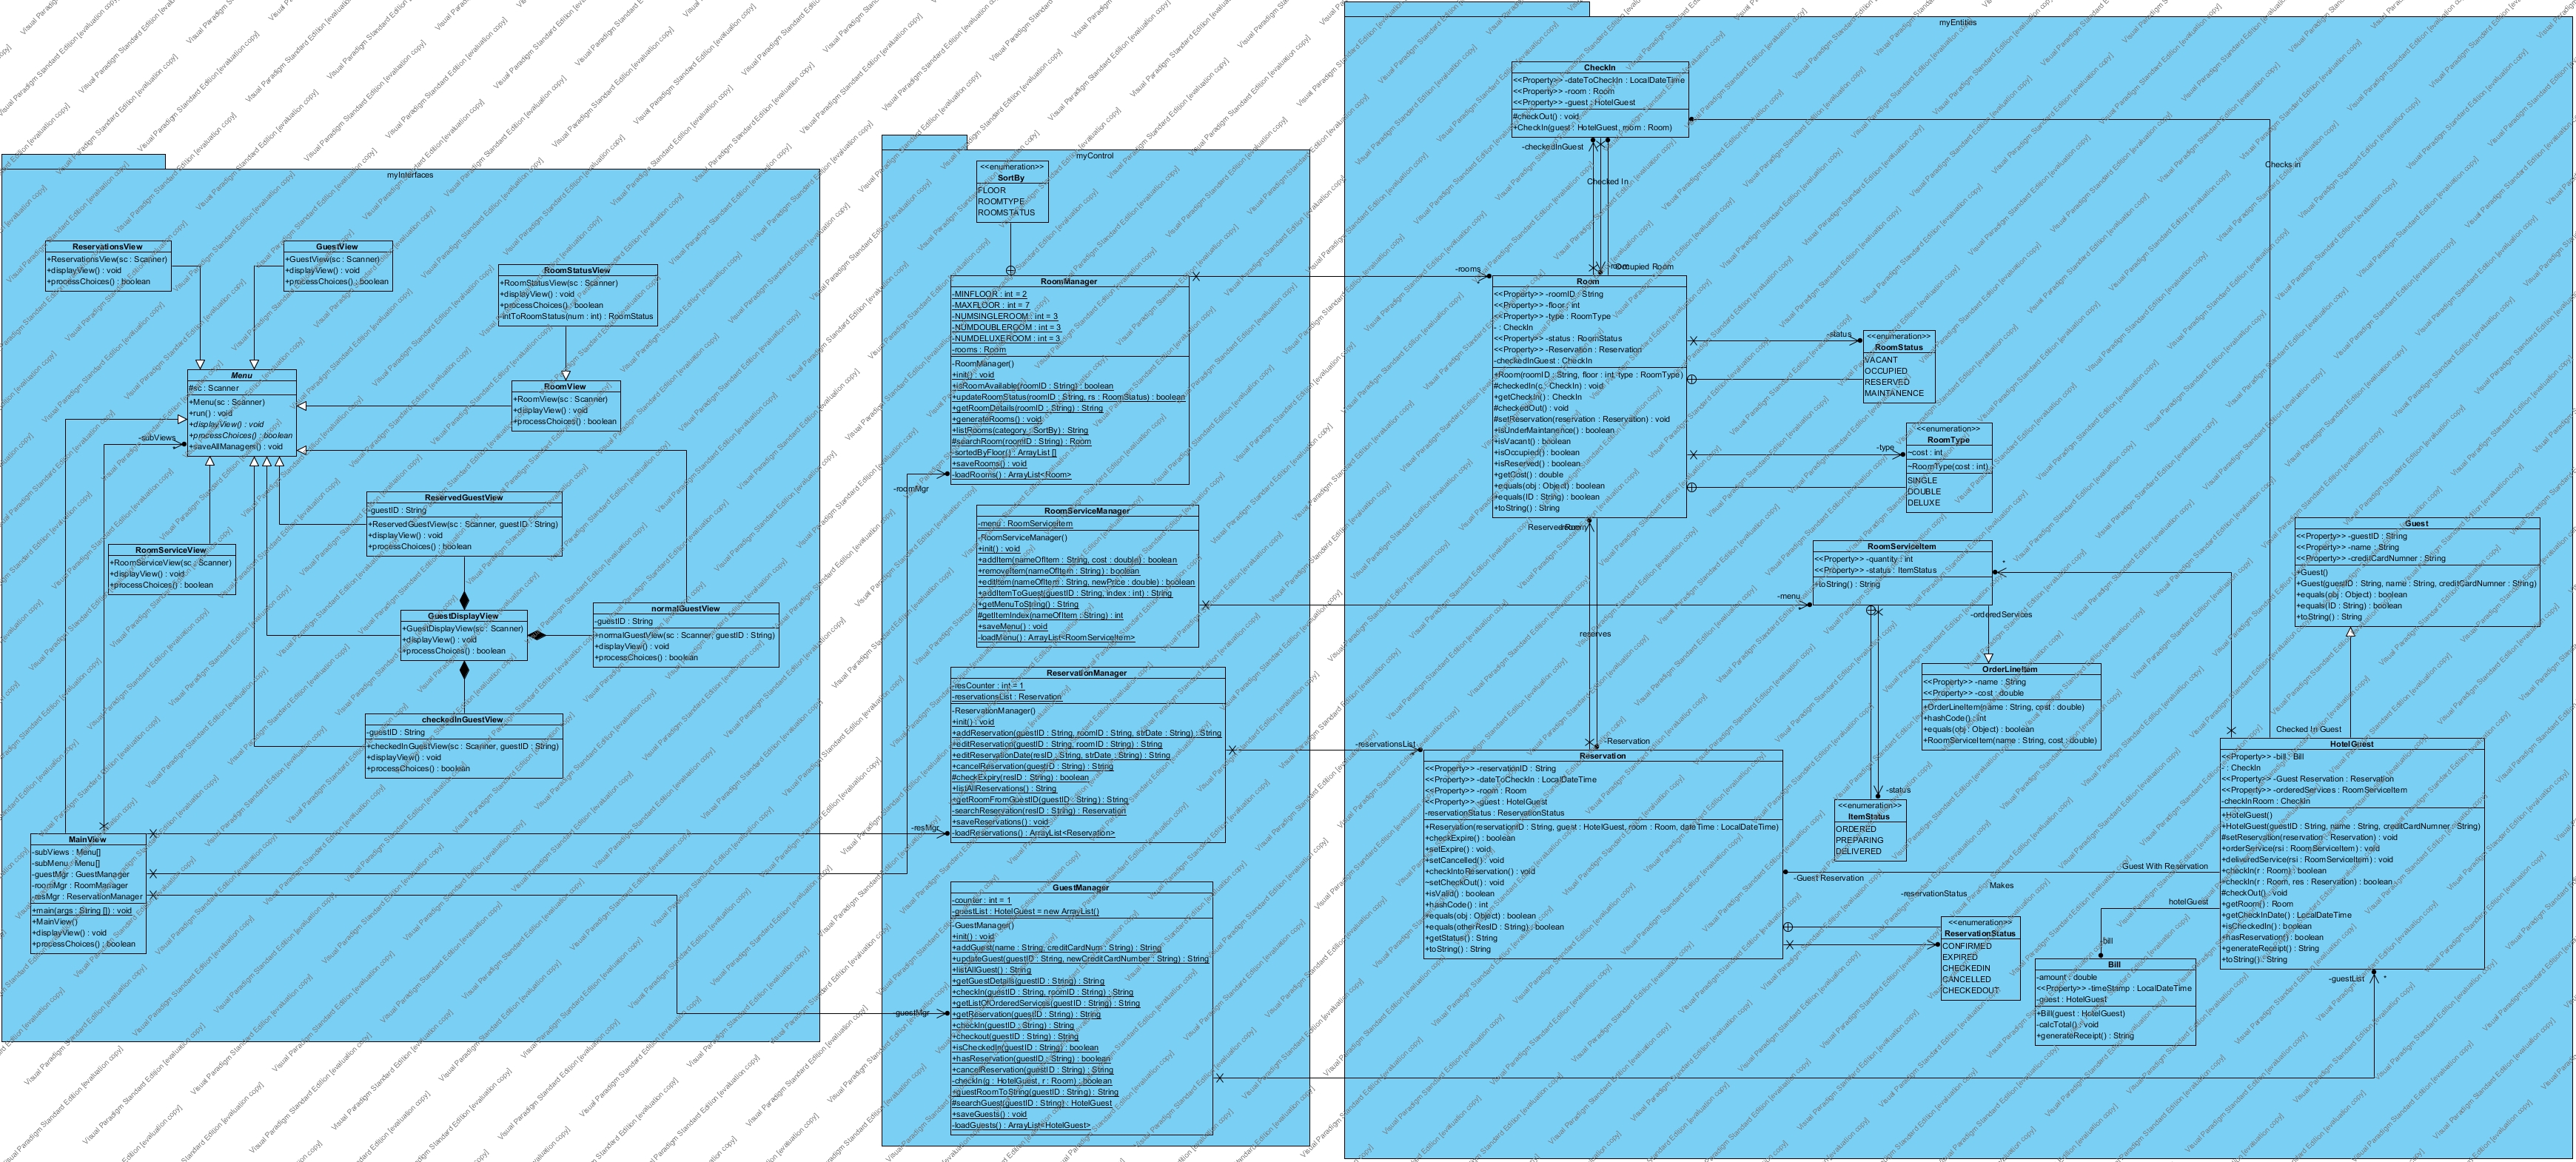 myInterfaces
ReservationsView
+ReservationsView(sc : Scanner)
+displayView() : void
+processChoices() : boolean
GuestView
+GuestView(sc : Scanner)
+displayView() : void
+processChoices() : boolean
RoomStatusView
+RoomStatusView(sc : Scanner)
+displayView() : void
+processChoices() : boolean
-intToRoomStatus(num : int) : RoomStatus
Menu
#sc : Scanner
+Menu(sc : Scanner)
+run() : void
+displayView() : void
+processChoices() : boolean
+saveAllManagers() : void
RoomView
+RoomView(sc : Scanner)
+displayView() : void
+processChoices() : boolean
-subViews
ReservedGuestView
-guestID : String
+ReservedGuestView(sc : Scanner, guestID : String)
+displayView() : void
+processChoices() : boolean
RoomServiceView
+RoomServiceView(sc : Scanner)
+displayView() : void
+processChoices() : boolean
GuestDisplayView
+GuestDisplayView(sc : Scanner)
+displayView() : void
+processChoices() : boolean
normalGuestView
-guestID : String
+normalGuestView(sc : Scanner, guestID : String)
+displayView() : void
+processChoices() : boolean
checkedInGuestView
-guestID : String
+checkedInGuestView(sc : Scanner, guestID : String)
+displayView() : void
+processChoices() : boolean
MainView
-subViews : Menu[]
-subMenu : Menu[]
-guestMgr : GuestManager
-roomMgr : RoomManager
-resMgr : ReservationManager
+main(args : String []) : void
+MainView()
+displayView() : void
+processChoices() : boolean
myControl
<<enumeration>>
SortBy
FLOOR
ROOMTYPE
ROOMSTATUS
RoomManager
-MINFLOOR : int = 2
-MAXFLOOR : int = 7
-NUMSINGLEROOM : int = 3
-NUMDOUBLEROOM : int = 3
-NUMDELUXEROOM : int = 3
-rooms : Room
-RoomManager()
+init() : void
+isRoomAvailable(roomID : String) : boolean
+updateRoomStatus(roomID : String, rs : RoomStatus) : boolean
+getRoomDetails(roomID : String) : String
+generateRooms() : void
+listRooms(category : SortBy) : String
#searchRoom(roomID : String) : Room
-sortedByFloor() : ArrayList []
+saveRooms() : void
-loadRooms() : ArrayList<Room>
-roomMgr
RoomServiceManager
-menu : RoomServiceItem
-RoomServiceManager()
+init() : void
+addItem(nameOfItem : String, cost : double) : boolean
+removeItem(nameOfItem : String) : boolean
+editItem(nameOfItem : String, newPrice : double) : boolean
+addItemToGuest(guestID : String, index : int) : String
+getMenuToString() : String
#getItemIndex(nameOfItem : String) : int
+saveMenu() : void
-loadMenu() : ArrayList<RoomServiceItem>
ReservationManager
-resCounter : int = 1
-reservationsList : Reservation
-ReservationManager()
+init() : void
+addReservation(guestID : String, roomID : String, strDate : String) : String
+editReservation(guestID : String, roomID : String) : String
+editReservationDate(resID : String, strDate : String) : String
+cancelReservation(guestID : String) : String
#checkExpiry(resID : String) : boolean
+listAllReservations() : String
+getRoomFromGuestID(guestID : String) : String
-searchReservation(resID : String) : Reservation
+saveReservations() : void
-loadReservations() : ArrayList<Reservation>
-resMgr
GuestManager
-counter : int = 1
-guestList : HotelGuest = new ArrayList()
-GuestManager()
+init() : void
+addGuest(name : String, creditCardNum : String) : String
+updateGuest(guestID : String, newCreditCardNumber : String) : String
+listAllGuest() : String
+getGuestDetails(guestID : String) : String
+checkIn(guestID : String, roomID : String) : String
+getListOfOrderedServices(guestID : String) : String
+getReservation(guestID : String) : String
+checkIn(guestID : String) : String
+checkout(guestID : String) : String
+isCheckedIn(guestID : String) : boolean
+hasReservation(guestID : String) : boolean
+cancelReservation(guestID : String) : String
-checkIn(g : HotelGuest, r : Room) : boolean
+guestRoomToString(guestID : String) : String
#searchGuest(guestID : String) : HotelGuest
+saveGuests() : void
-loadGuests() : ArrayList<HotelGuest>
-guestMgr
myEntities
CheckIn
<<Property>> -dateToCheckIn : LocalDateTime
<<Property>> -room : Room
<<Property>> -guest : HotelGuest
#checkOut() : void
+CheckIn(guest : HotelGuest, room : Room)
-checkedInGuest
Checked In
Checks in
Occupied Room
-rooms
Room
<<Property>> -roomID : String
<<Property>> -floor : int
<<Property>> -type : RoomType
- : CheckIn
<<Property>> -status : RoomStatus
<<Property>> -Reservation : Reservation
-checkedInGuest : CheckIn
+Room(roomID : String, floor : int, type : RoomType)
#checkedIn(c : CheckIn) : void
+getCheckIn() : CheckIn
#checkedOut() : void
#setReservation(reservation : Reservation) : void
+isUnderMaintanence() : boolean
+isVacant() : boolean
+isOccupied() : boolean
+isReserved() : boolean
+getCost() : double
+equals(obj : Object) : boolean
+equals(ID : String) : boolean
+toString() : String
-status
<<enumeration>>
RoomStatus
VACANT
OCCUPIED
RESERVED
MAINTANENCE
-type
<<enumeration>>
RoomType
~cost : int
~RoomType(cost : int)
SINGLE
DOUBLE
DELUXE
reserves
-menu
RoomServiceItem
<<Property>> -quantity : int
<<Property>> -status : ItemStatus
+toString() : String
*
-orderedServices
Guest
<<Property>> -guestID : String
<<Property>> -name : String
<<Property>> -creditCardNumner : String
+Guest()
+Guest(guestID : String, name : String, creditCardNumner : String)
+equals(obj : Object) : boolean
+equals(ID : String) : boolean
+toString() : String
OrderLineItem
<<Property>> -name : String
<<Property>> -cost : double
+OrderLineItem(name : String, cost : double)
+hashCode() : int
+equals(obj : Object) : boolean
+RoomServiceItem(name : String, cost : double)
-Reservation
-reservationsList
Reservation
<<Property>> -reservationID : String
<<Property>> -dateToCheckIn : LocalDateTime
<<Property>> -room : Room
<<Property>> -guest : HotelGuest
-reservationStatus : ReservationStatus
+Reservation(reservationID : String, guest : HotelGuest, room : Room, dateTime : LocalDateTime)
+checkExpire() : boolean
+setExpire() : void
+setCancelled() : void
+checkIntoReservation() : void
~setCheckOut() : void
+isValid() : boolean
+hashCode() : int
+equals(obj : Object) : boolean
+equals(otherResID : String) : boolean
+getStatus() : String
+toString() : String
-status
<<enumeration>>
ItemStatus
ORDERED
PREPARING
DELIVERED
Guest With Reservation
-Guest Reservation
Makes
-reservationStatus
<<enumeration>>
ReservationStatus
CONFIRMED
EXPIRED
CHECKEDIN
CANCELLED
CHECKEDOUT
hotelGuest
-bill
Bill
-amount : double
<<Property>> -timeStamp : LocalDateTime
-guest : HotelGuest
+Bill(guest : HotelGuest)
-calcTotal() : void
+generateReceipt() : String
Checked In Guest
HotelGuest
<<Property>> -bill : Bill
- : CheckIn
<<Property>> -Guest Reservation : Reservation
<<Property>> -orderedServices : RoomServiceItem
-checkInRoom : CheckIn
+HotelGuest()
+HotelGuest(guestID : String, name : String, creditCardNumner : String)
#setReservation(reservation : Reservation) : void
+orderService(rsi : RoomServiceItem) : void
+deliveredService(rsi : RoomServiceItem) : void
+checkIn(r : Room) : boolean
+checkIn(r : Room, res : Reservation) : boolean
#checkOut() : void
+getRoom() : Room
+getCheckInDate() : LocalDateTime
+isCheckedIn() : boolean
+hasReservation() : boolean
+generateReceipt() : String
+toString() : String
-guestList
*
Visual Paradigm Standard Edition [evaluation copy]